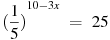 (1/5)^{10-3x} = 25